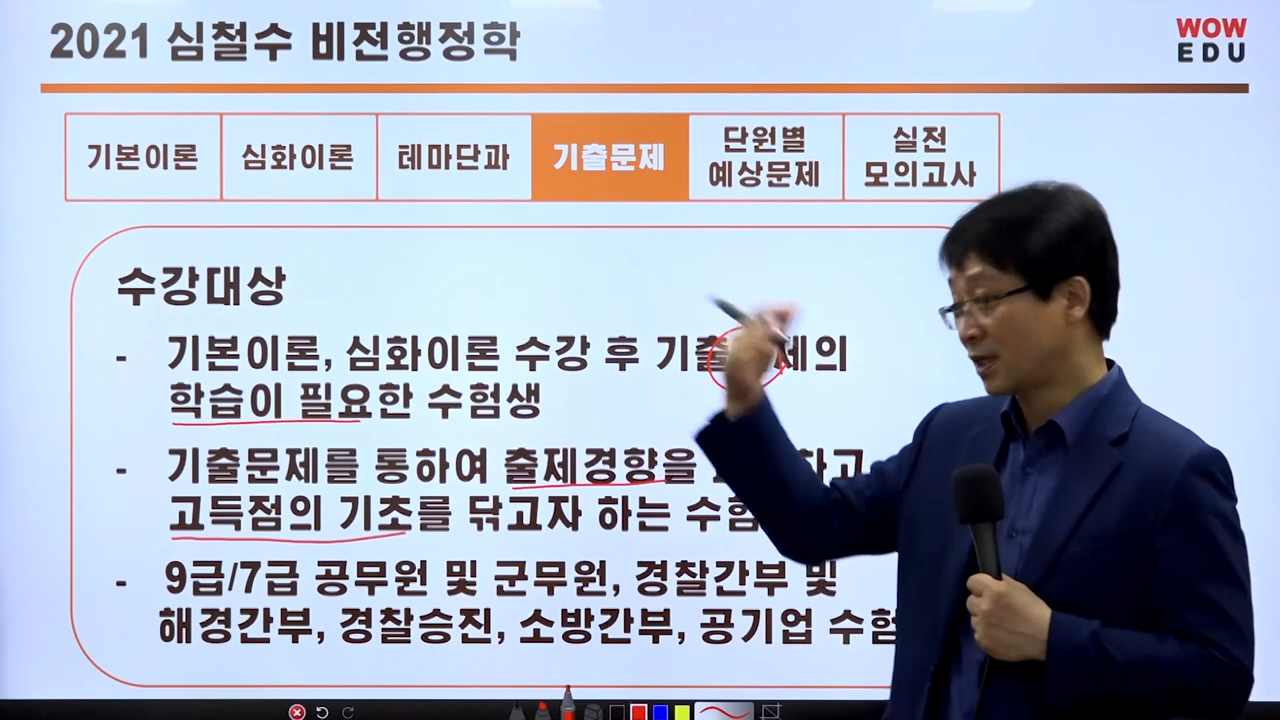 2021 심철수 비전행정학
WOW
EDU
기본이론
심화이론
테마단과
기출문제
단원별
예상문제
실전
모의고사
수강대상
- 기본이론, 심화이론 수강 후 기출 제의
학습이 필요한 수험생
- 기출문제를 통하여 출제경향을 하고
고득점의 기초를 닦고자 하는 수험
- 9급/7급 공무원 및 군무원, 경찰간부 및
해경간부, 경찰승진, 소방간부, 공기업 수험